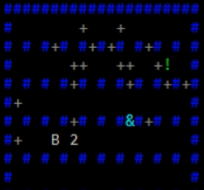 #####################
#       +   +       #
# # #+# #+#+# #+# # #
#      ++   ++  +!  #
# # # #+# # #+# #+#+#
#+                  #
# # # #+# # #&#+# # #
#+   B 2            #
# # # # # # # # # # #
#                   #